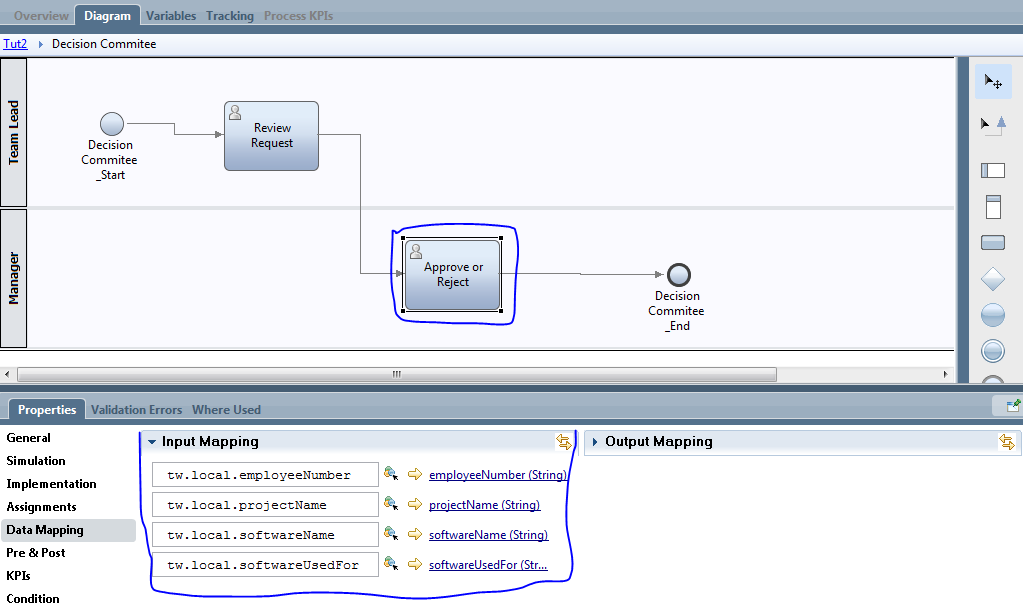 Overview Diagram Variables Tracking Process KPIs
Tut2 Decision Commitee
Team Lead
Decision
Commitee
_Start
Review
Request
Manager
Approve or
Reject
Decision
Commitee
_End
Properties Validation Errors Where Used
General
Simulation
Implementation
Assignments
Data Mapping
Pre & Post
KPIs
Condition
Input Mapping
tw.local.employeeNumber employeeNumber (String)
tw.local.projectName projectName (String)
tw.local.softwareName softwareName (String)
tw.local.softwareUsedFor softwareUsedFor (Str...
Output Mapping